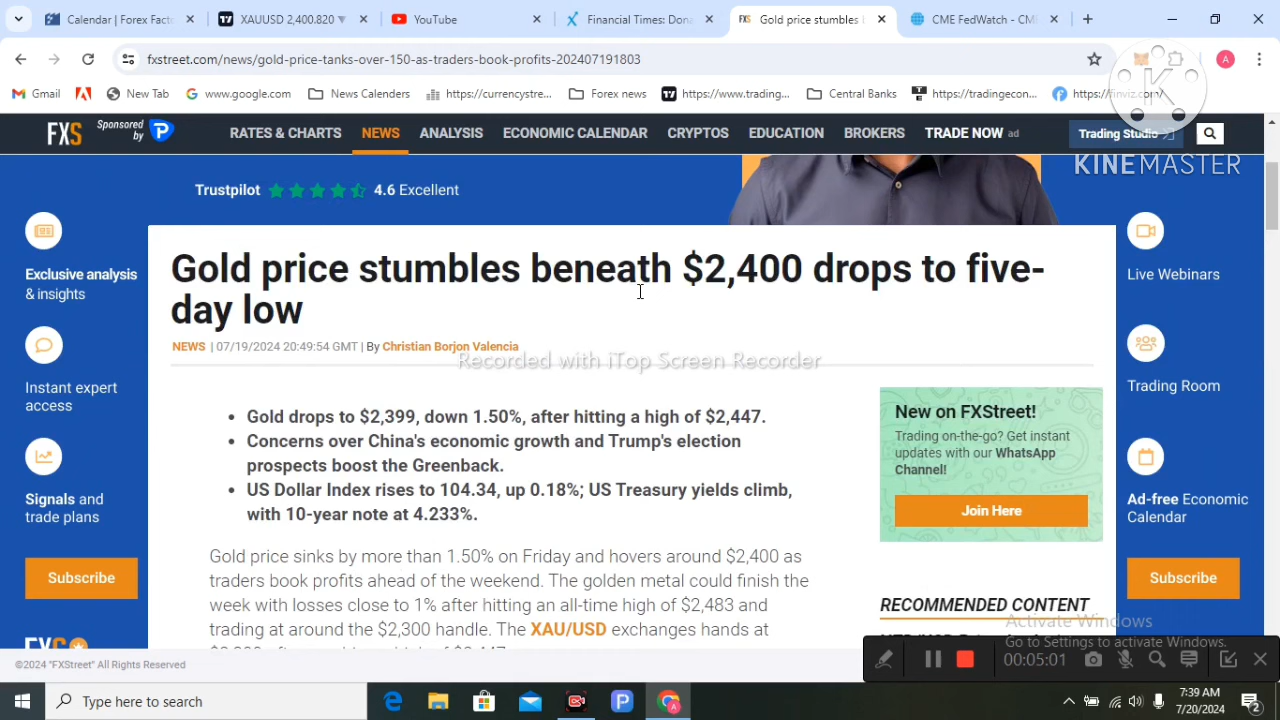 Calendar | Forex Fact
XAUUSD 2,400.820 ▼
YouTube
Financial Times: Dona
Gold price stumbles b
CME FedWatch - CME
fxstreet.com/news/gold-price-tanks-over-150-as-traders-book-profits-202407191803
A
Gmail
New Tab
www.google.com
News Calenders
https://currencystre...
Forex news
https://www.trading...
Central Banks
https://tradingecon...
https://finviz.com/
K
KINEMASTER
FXS
Sponsored by
RATES & CHARTS
NEWS
ANALYSIS
ECONOMIC CALENDAR
CRYPTOS
EDUCATION
BROKERS
TRADE NOW ad
Trading Studio
Trustpilot
4.6 Excellent
Exclusive analysis
& insights
Instant expert
access
Signals and
trade plans
Subscribe
Gold price stumbles beneath $2,400 drops to five-
day low
NEWS | 07/19/2024 20:49:54 GMT | By Christian Borjon Valencia
Recorded with iTop Screen Recorder
• Gold drops to $2,399, down 1.50%, after hitting a high of $2,447.
• Concerns over China's economic growth and Trump's election
prospects boost the Greenback.
• US Dollar Index rises to 104.34, up 0.18%; US Treasury yields climb,
with 10-year note at 4.233%.
Gold price sinks by more than 1.50% on Friday and hovers around $2,400 as
traders book profits ahead of the weekend. The golden metal could finish the
week with losses close to 1% after hitting an all-time high of $2,483 and
trading at around the $2,300 handle. The XAU/USD exchanges hands at
New on FXStreet!
Trading on-the-go? Get instant
updates with our WhatsApp
Channel!
Join Here
RECOMMENDED CONTENT
Live Webinars
Trading Room
Ad-free Economic
Calendar
Subscribe
Activate Windows
Go to Settings to activate Windows.
©2024 "FXStreet" All Rights Reserved
00:05:01
Type here to search
7:39 AM
7/20/2024
2